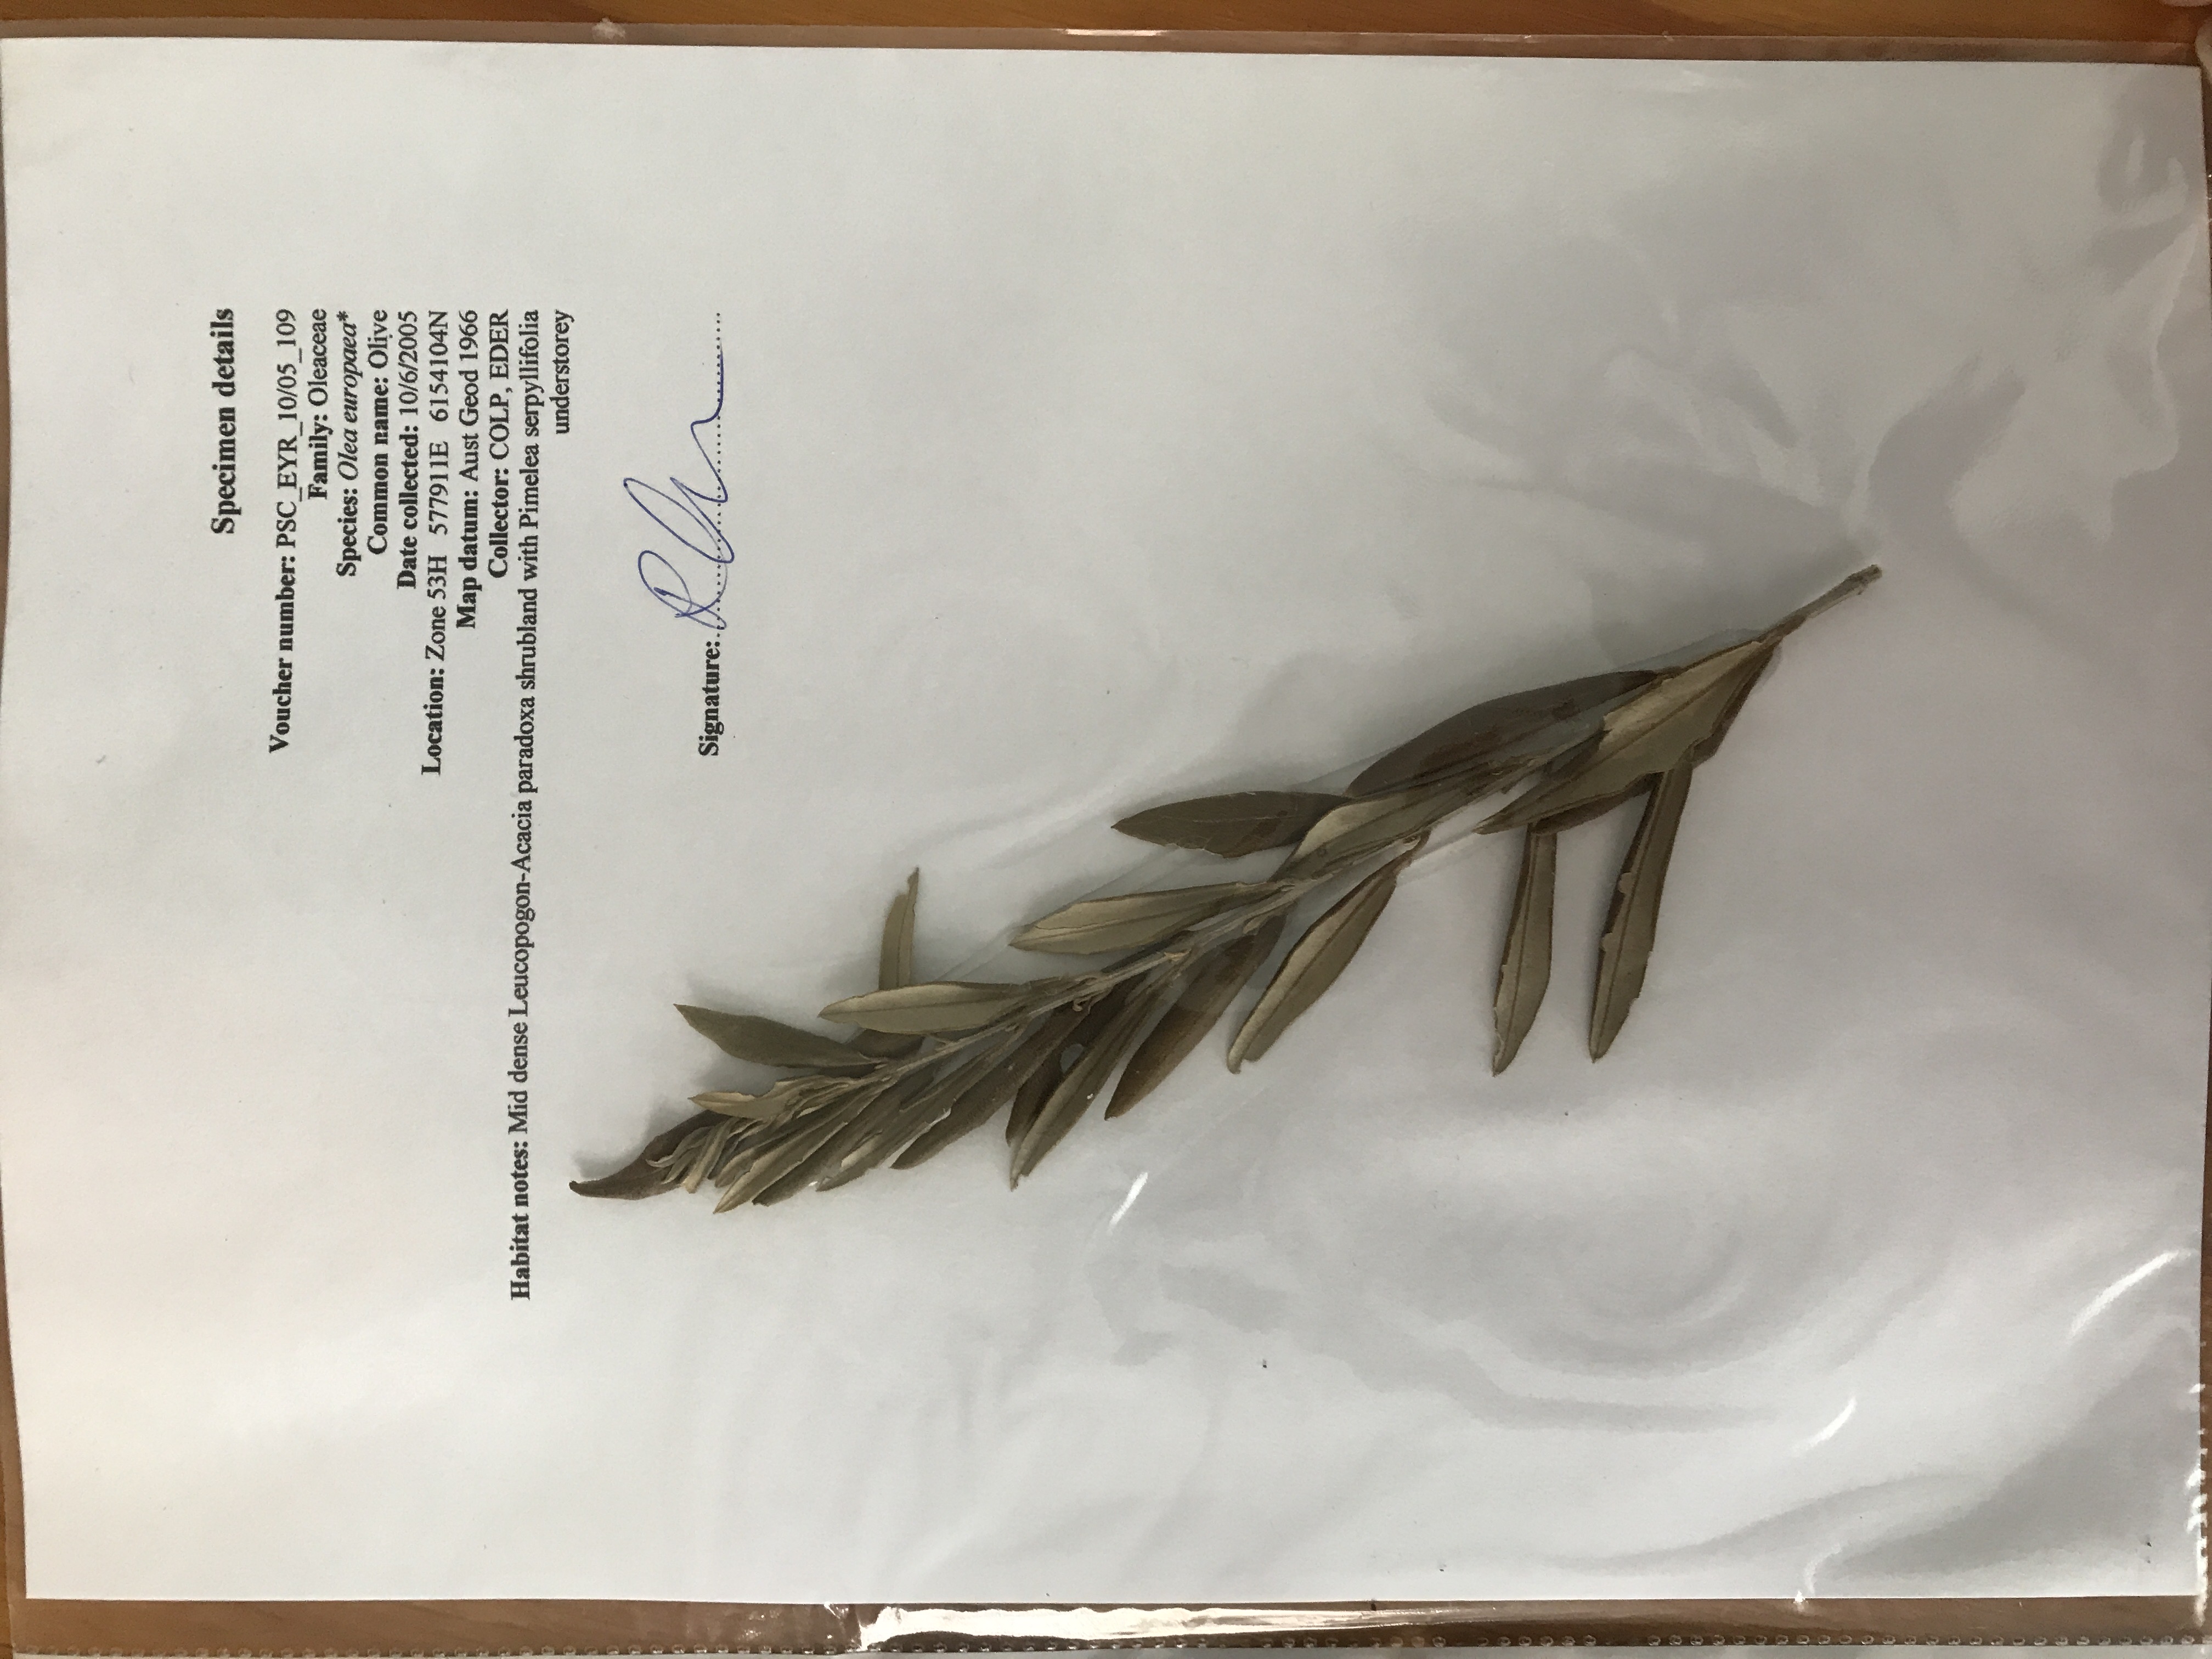 Specimen details
Voucher number: PSC_EYR_10/05_109
Family: Oleaceae
Species: Olea europaea*
Common name: Olive
Date collected: 10/6/2005
Location: Zone 53H 577911E 6154104N
Map datum: Aust Geod 1966
Collector: COLP, EDER
Habitat notes: Mid dense Leucopogon-Acacia paradoxa shrubland with Pimelea serpyllifolia
understorey
Signature: